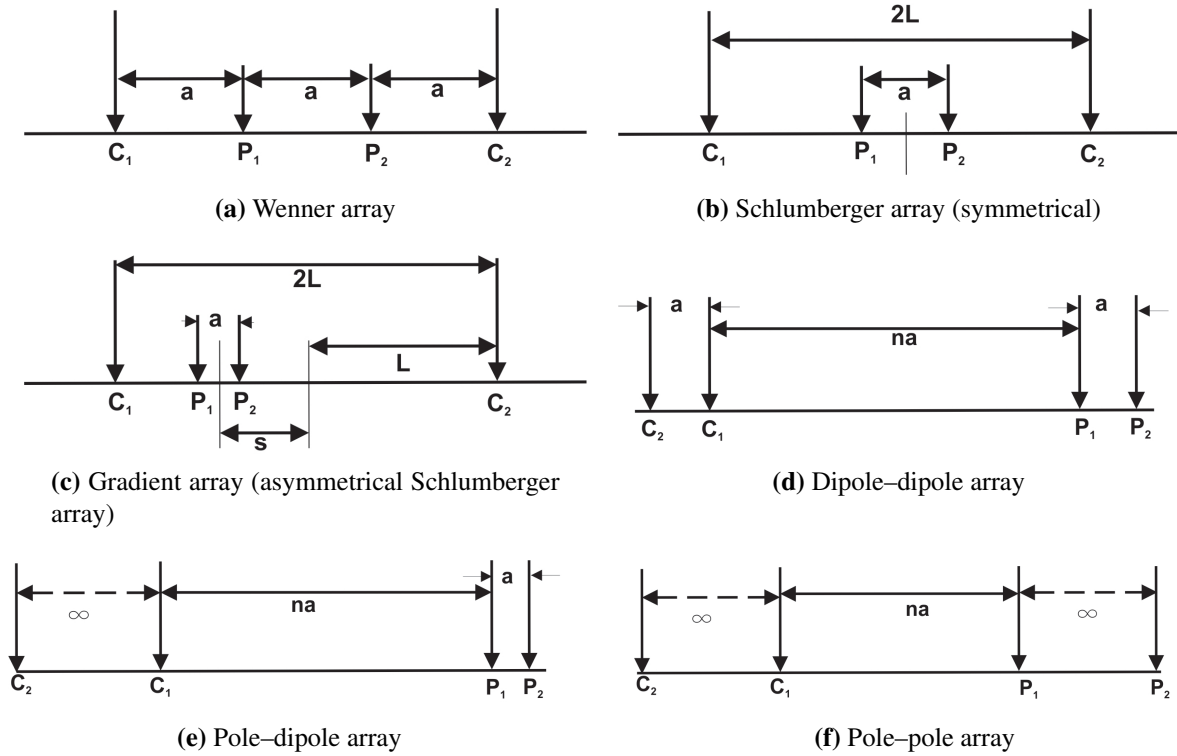 a a a
C₁ P₁ P₂ C₂
(a) Wenner array
2L
a
C₁ P₁ P₂ C₂
(b) Schlumberger array (symmetrical)
2L
a
L
C₁ P₁ P₂ C₂
s
(c) Gradient array (asymmetrical Schlumberger
array)
a na a
C₂ C₁ P₁ P₂
(d) Dipole–dipole array
∞ na a
C₂ C₁ P₁ P₂
(e) Pole–dipole array
∞ na ∞
C₂ C₁ P₁ P₂
(f) Pole–pole array